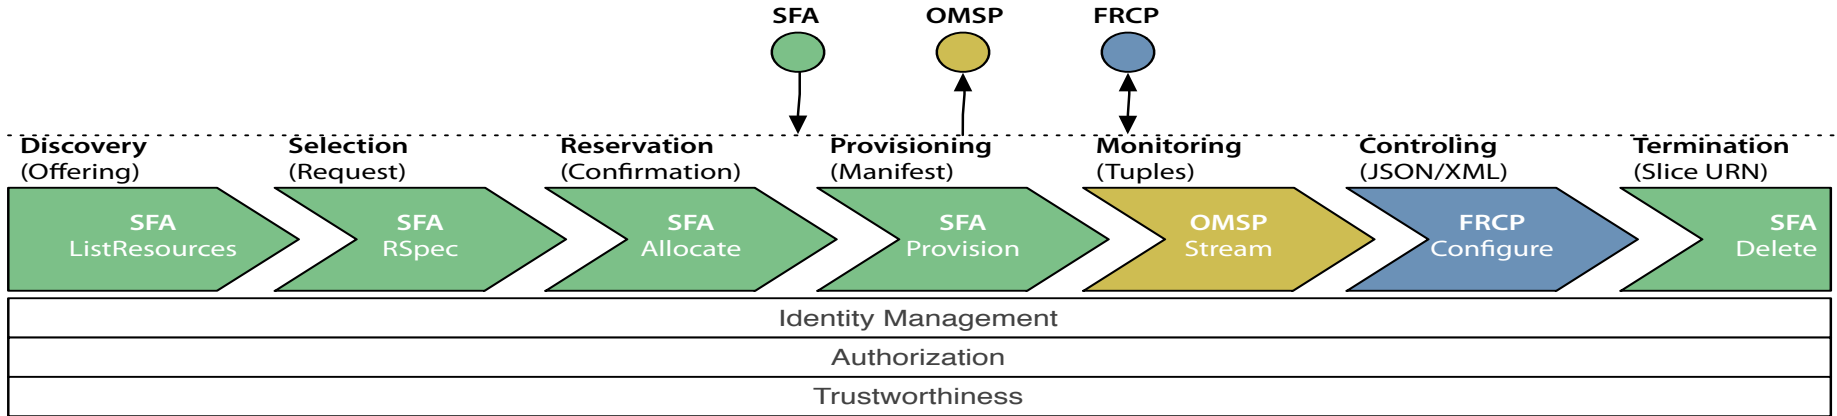 SFA OMSP FRCP
Discovery Selection Reservation Provisioning Monitoring Controling Termination
(Offering) (Request) (Confirmation) (Manifest) (Tuples) (JSON/XML) (Slice URN)
SFA SFA SFA SFA OMSP FRCP SFA
ListResources RSpec Allocate Provision Stream Configure Delete
Identity Management
Authorization
Trustworthiness